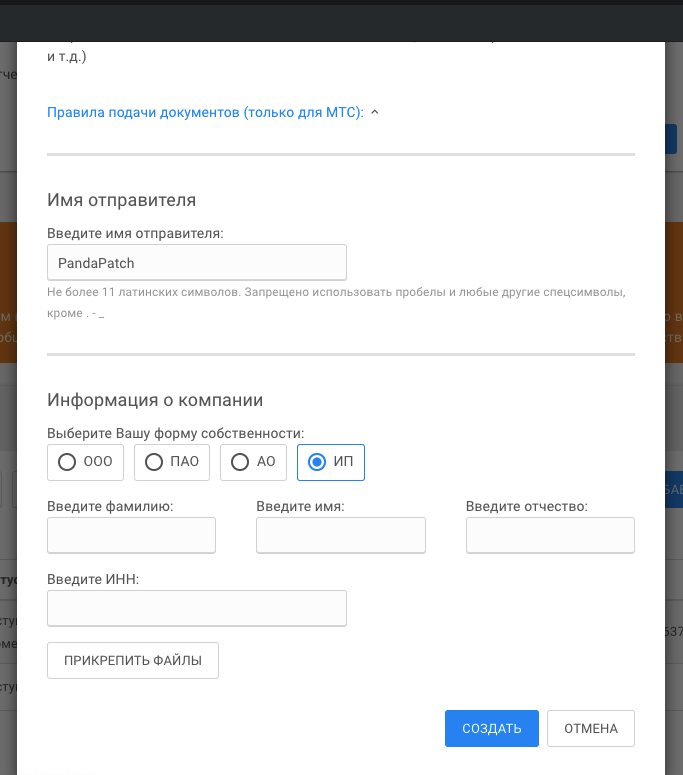 и т.д.)
Правила подачи документов (только для МТС):
Имя отправителя
Введите имя отправителя:
PandaPatch
Не более 11 латинских символов. Запрещено использовать пробелы и любые другие спецсимволы,
кроме . - _
Информация о компании
Выберите Вашу форму собственности:
ООО ПАО АО ИП
Введите фамилию: Введите имя: Введите отчество:
Введите ИНН:
637
ПРИКРЕПИТЬ ФАЙЛЫ
СОЗДАТЬ ОТМЕНА